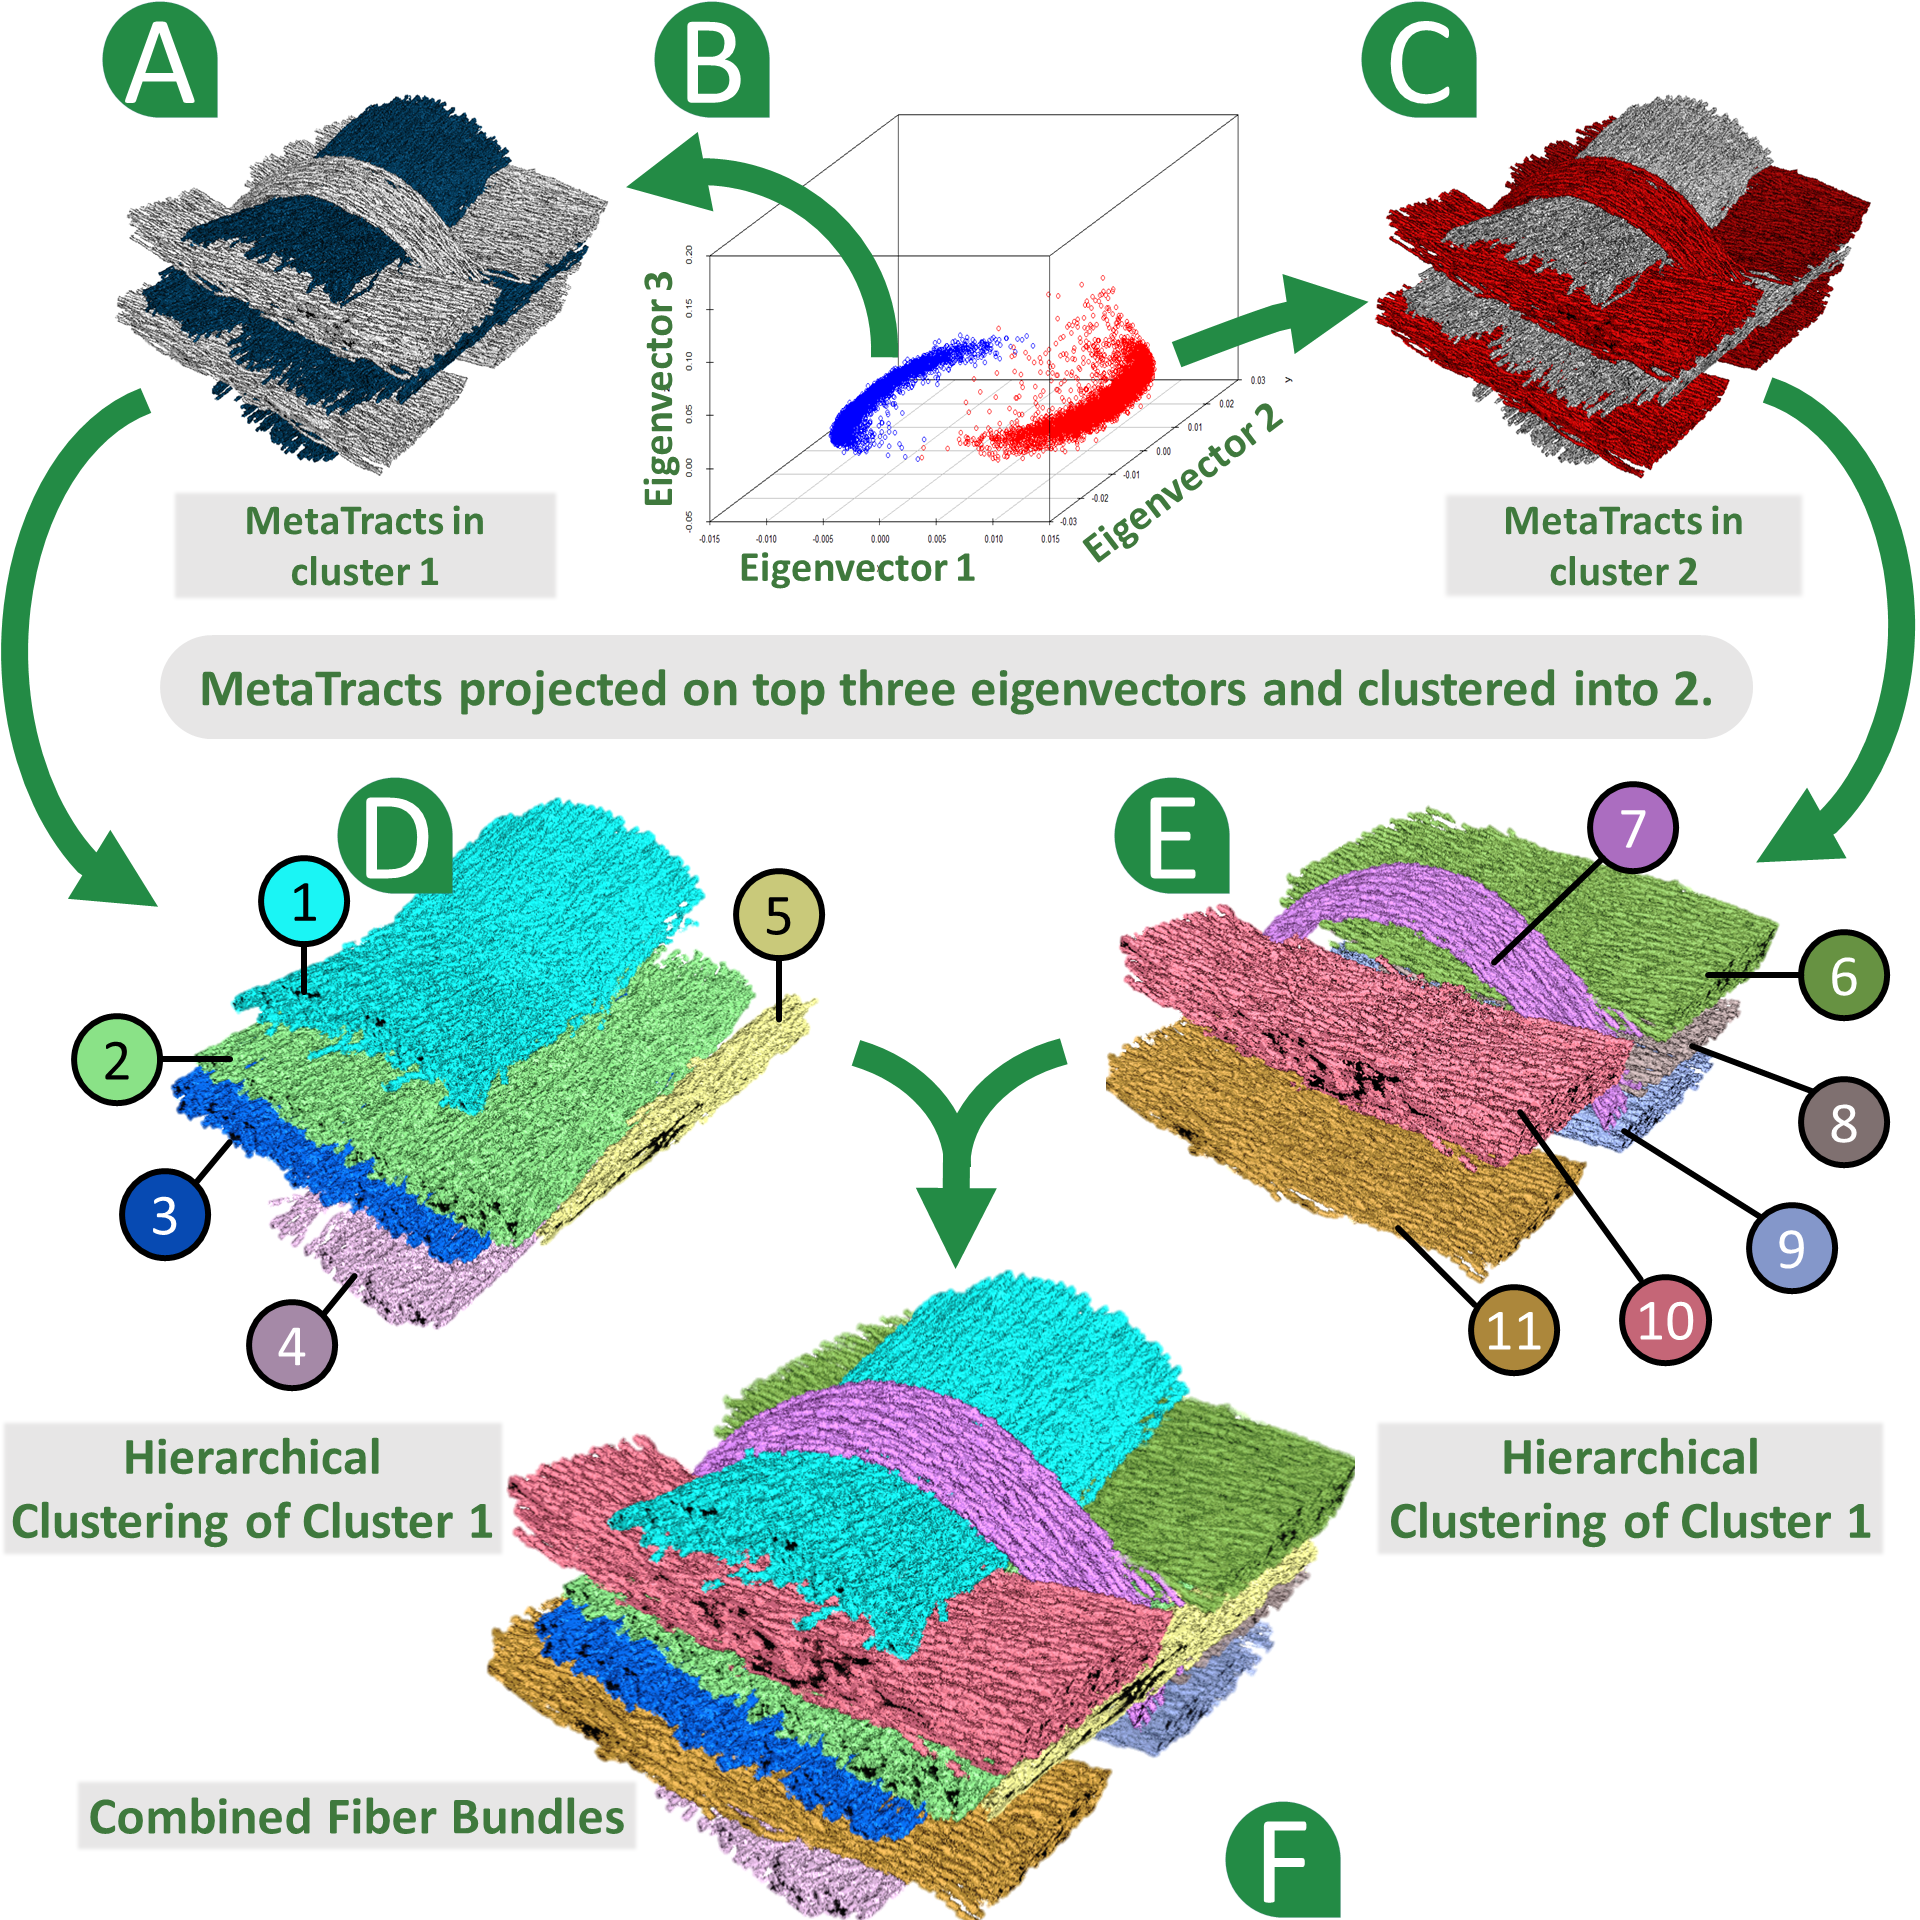 A
B
C
Eigenvector 3
-0.05
0.00
0.05
0.10
0.15
0.20
-0.015
-0.010
-0.005
0.000
0.005
0.010
0.015
Eigenvector 1
-0.03
-0.02
-0.01
0.00
0.01
0.02
0.03
y
Eigenvector 2
MetaTracts in
cluster 1
MetaTracts in
cluster 2
MetaTracts projected on top three eigenvectors and clustered into 2.
D
1
2
3
4
5
E
7
6
8
9
10
11
Hierarchical
Clustering of Cluster 1
Hierarchical
Clustering of Cluster 1
Combined Fiber Bundles
F